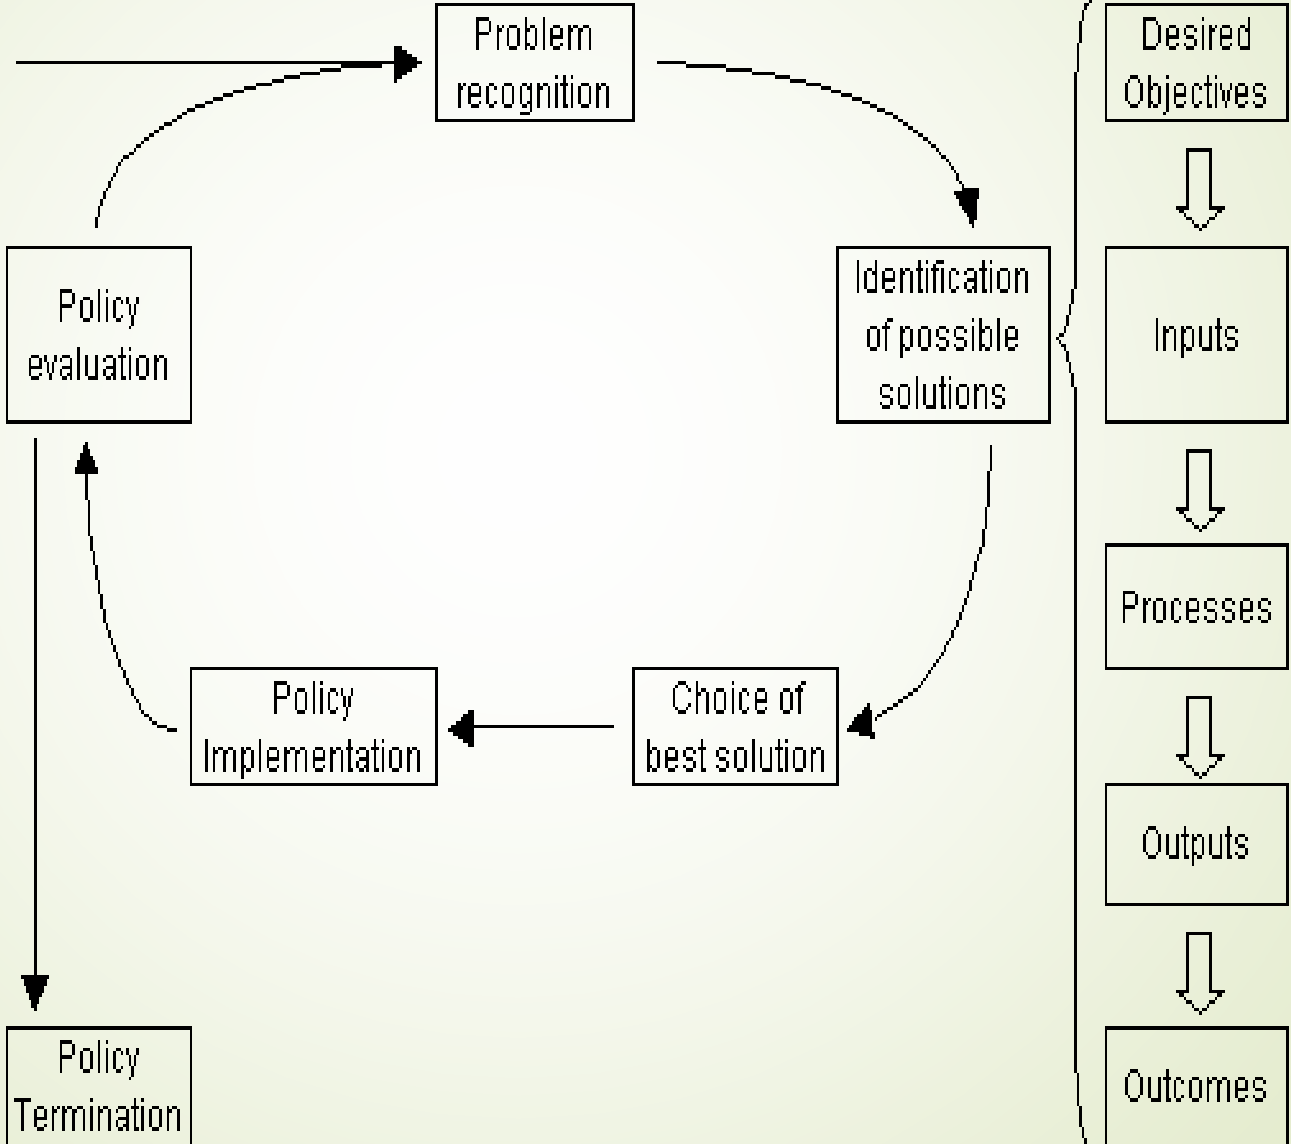 Problem
recognition
Desired
Objectives
Policy
evaluation
Identification
of possible
solutions
Inputs
Processes
Policy
Implementation
Choice of
best solution
Outputs
Policy
Termination
Outcomes